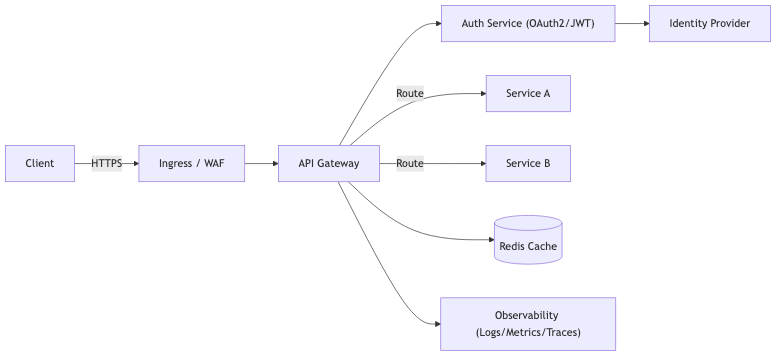 Auth Service (OAuth2/JWT)
Identity Provider
Route
Service A
Client
HTTPS
Ingress / WAF
API Gateway
Route
Service B
Redis Cache
Observability
(Logs/Metrics/Traces)